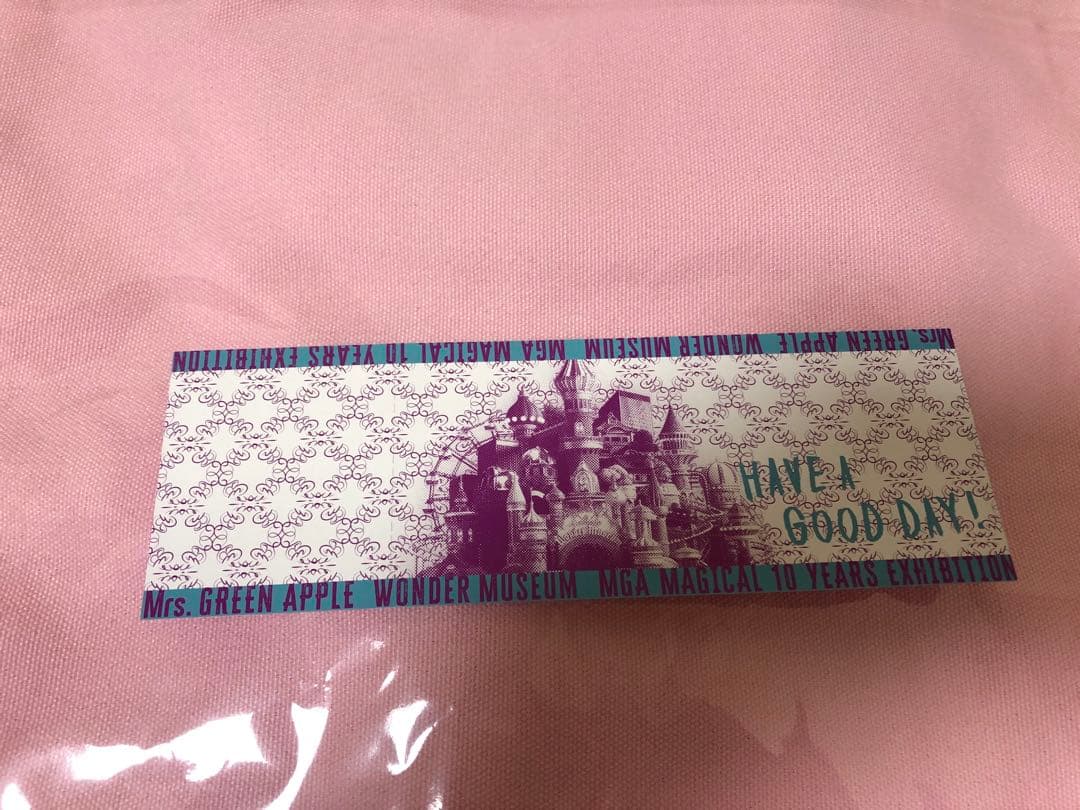 Mrs. GREEN APPLE WONDER MUSEUM MGA MAGICAL 10 YEARS EXHIBITION
HAVE A
GOOD DAY!
Mrs. GREEN APPLE WONDER MUSEUM MGA MAGICAL 10 YEARS EXHIBITION